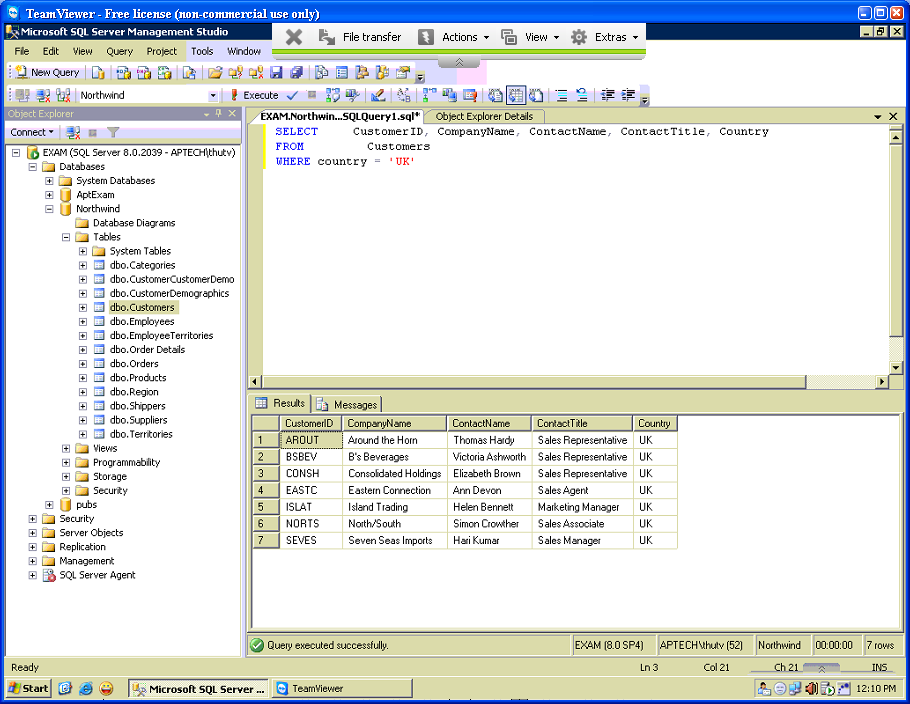 TeamViewer - Free license (non-commercial use only)
Microsoft SQL Server Management Studio
File Edit View Query Project Tools Window
File transfer Actions View Extras
New Query
Northwind Execute
Object Explorer
Connect
EXAM (SQL Server 8.0.2039 - APTECH\thutv)
Databases
System Databases
AptExam
Northwind
Database Diagrams
Tables
System Tables
dbo.Categories
dbo.CustomerCustomerDemo
dbo.CustomerDemographics
dbo.Customers
dbo.Employees
dbo.EmployeeTerritories
dbo.Order Details
dbo.Orders
dbo.Products
dbo.Region
dbo.Shippers
dbo.Suppliers
dbo.Territories
Views
Programmability
Storage
Security
pubs
Security
Server Objects
Replication
Management
SQL Server Agent
EXAM.Northwin...SQLQuery1.sql* Object Explorer Details
SELECT CustomerID, CompanyName, ContactName, ContactTitle, Country
FROM Customers
WHERE country = 'UK'
Results Messages
CustomerID CompanyName ContactName ContactTitle Country
1 AROUT Around the Horn Thomas Hardy Sales Representative UK
2 BSBEV B's Beverages Victoria Ashworth Sales Representative UK
3 CONSH Consolidated Holdings Elizabeth Brown Sales Representative UK
4 EASTC Eastern Connection Ann Devon Sales Agent UK
5 ISLAT Island Trading Helen Bennett Marketing Manager UK
6 NORTS North/South Simon Crowther Sales Associate UK
7 SEVES Seven Seas Imports Hari Kumar Sales Manager UK
Query executed successfully. EXAM (8.0 SP4) APTECH\thutv (52) Northwind 00:00:00 7 rows
Ready Ln 3 Col 21 Ch 21 INS
Start Microsoft SQL Server ... TeamViewer 12:10 PM